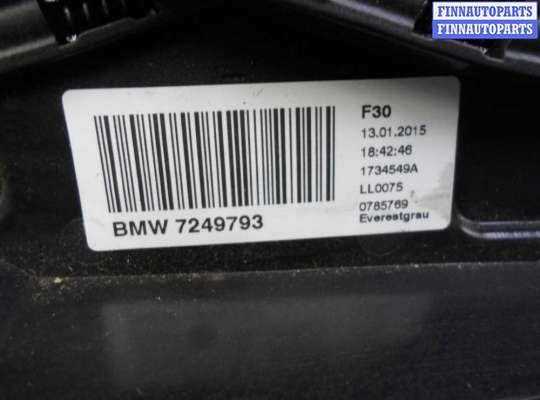 FINNAUTOPARTS
FINNAUTOPARTS
F30
13.01.2015
18:42:46
1734549A
LL0075
0785769
Everestgrau
BMW 7249793